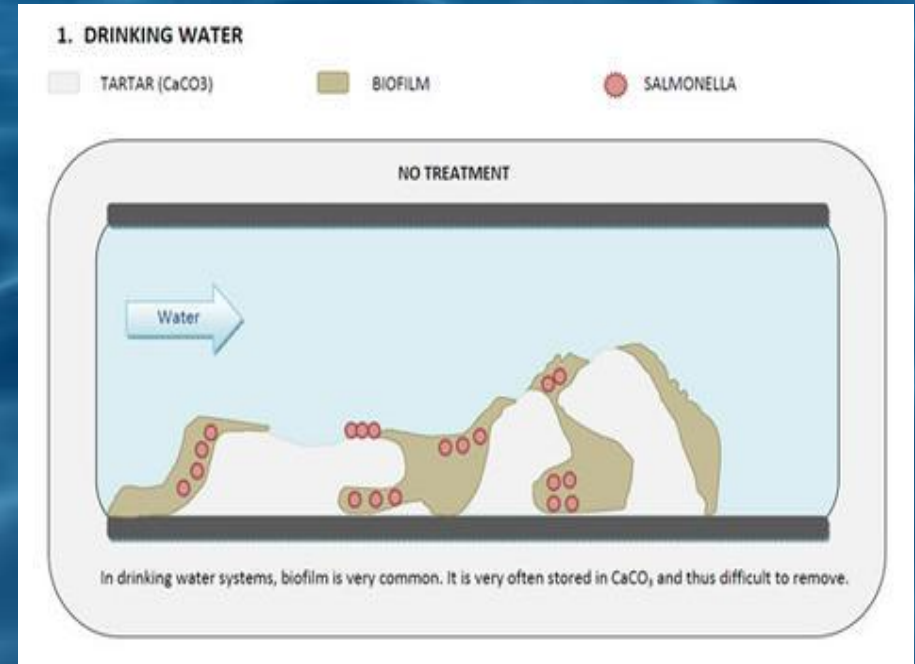 1. DRINKING WATER
TARTAR (CaCO3) BIOFILM SALMONELLA
NO TREATMENT
Water
In drinking water systems, biofilm is very common. It is very often stored in CaCO₃ and thus difficult to remove.